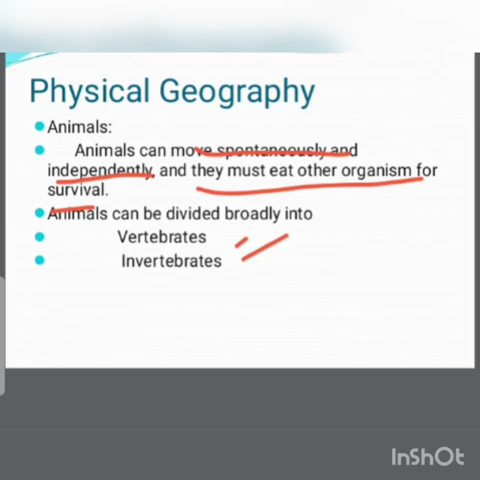 Physical Geography
Animals:
Animals can move spontaneously and
independently, and they must eat other organism for
survival.
Animals can be divided broadly into
Vertebrates
Invertebrates
InShOt